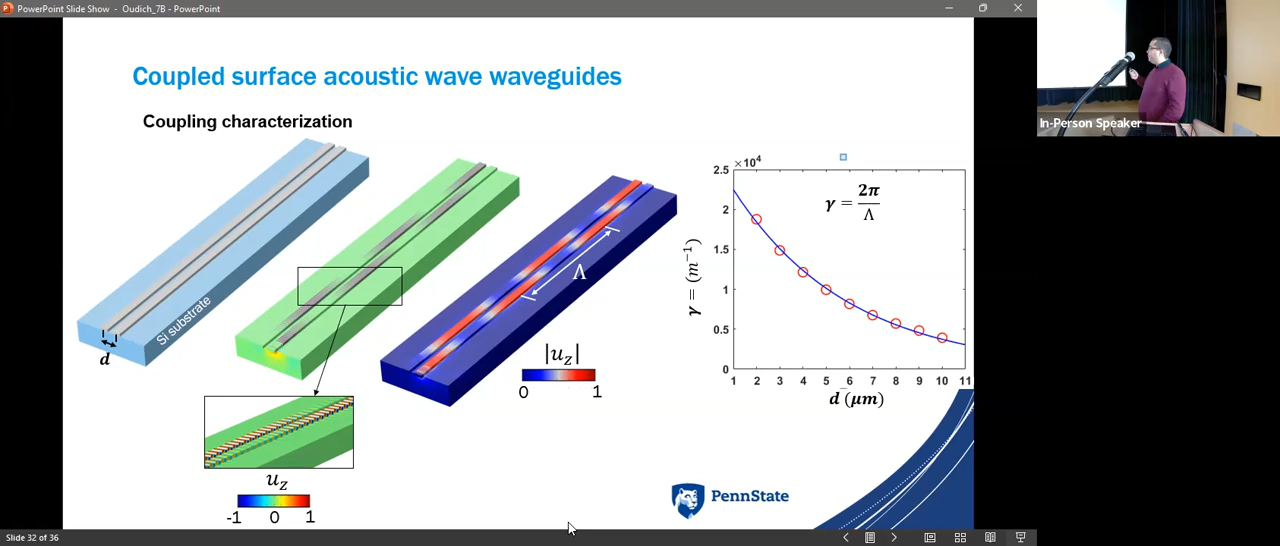 PowerPoint Slide Show - Oudich_7B - PowerPoint
Coupled surface acoustic wave waveguides
Coupling characterization
Si substrate
d
Λ
|u_z|
0 1
u_z
-1 0 1
×10⁴
γ = 2π/Λ
γ = (m⁻¹)
2.5
2
1.5
1
0.5
0
1 2 3 4 5 6 7 8 9 10 11
d (μm)
PennState
In-Person Speaker
Slide 32 of 36